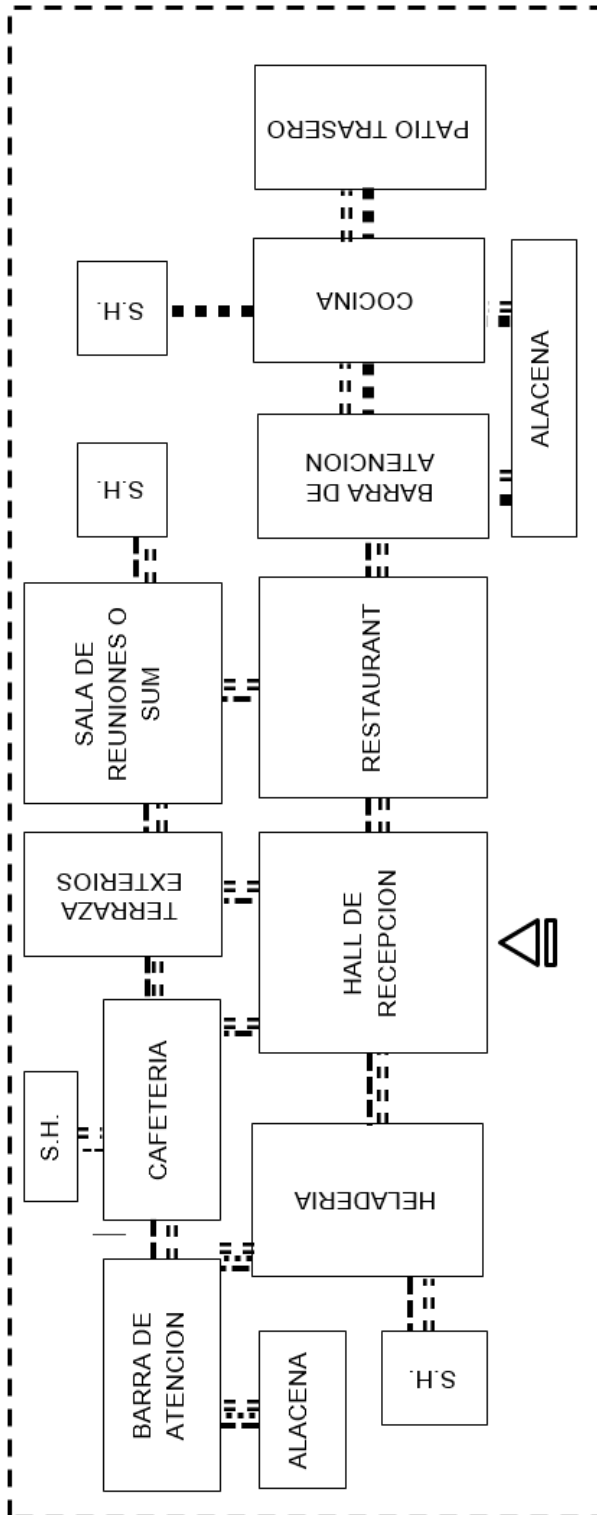 PATIO TRASERO
COCINA
S.H.
ALACENA
BARRA DE
ATENCION
S.H.
SALA DE
REUNIONES O
SUM
RESTAURANT
TERRAZA
EXTERIOS
HALL DE
RECEPCION
CAFETERIA
S.H.
HELADERIA
BARRA DE
ATENCION
ALACENA
S.H.